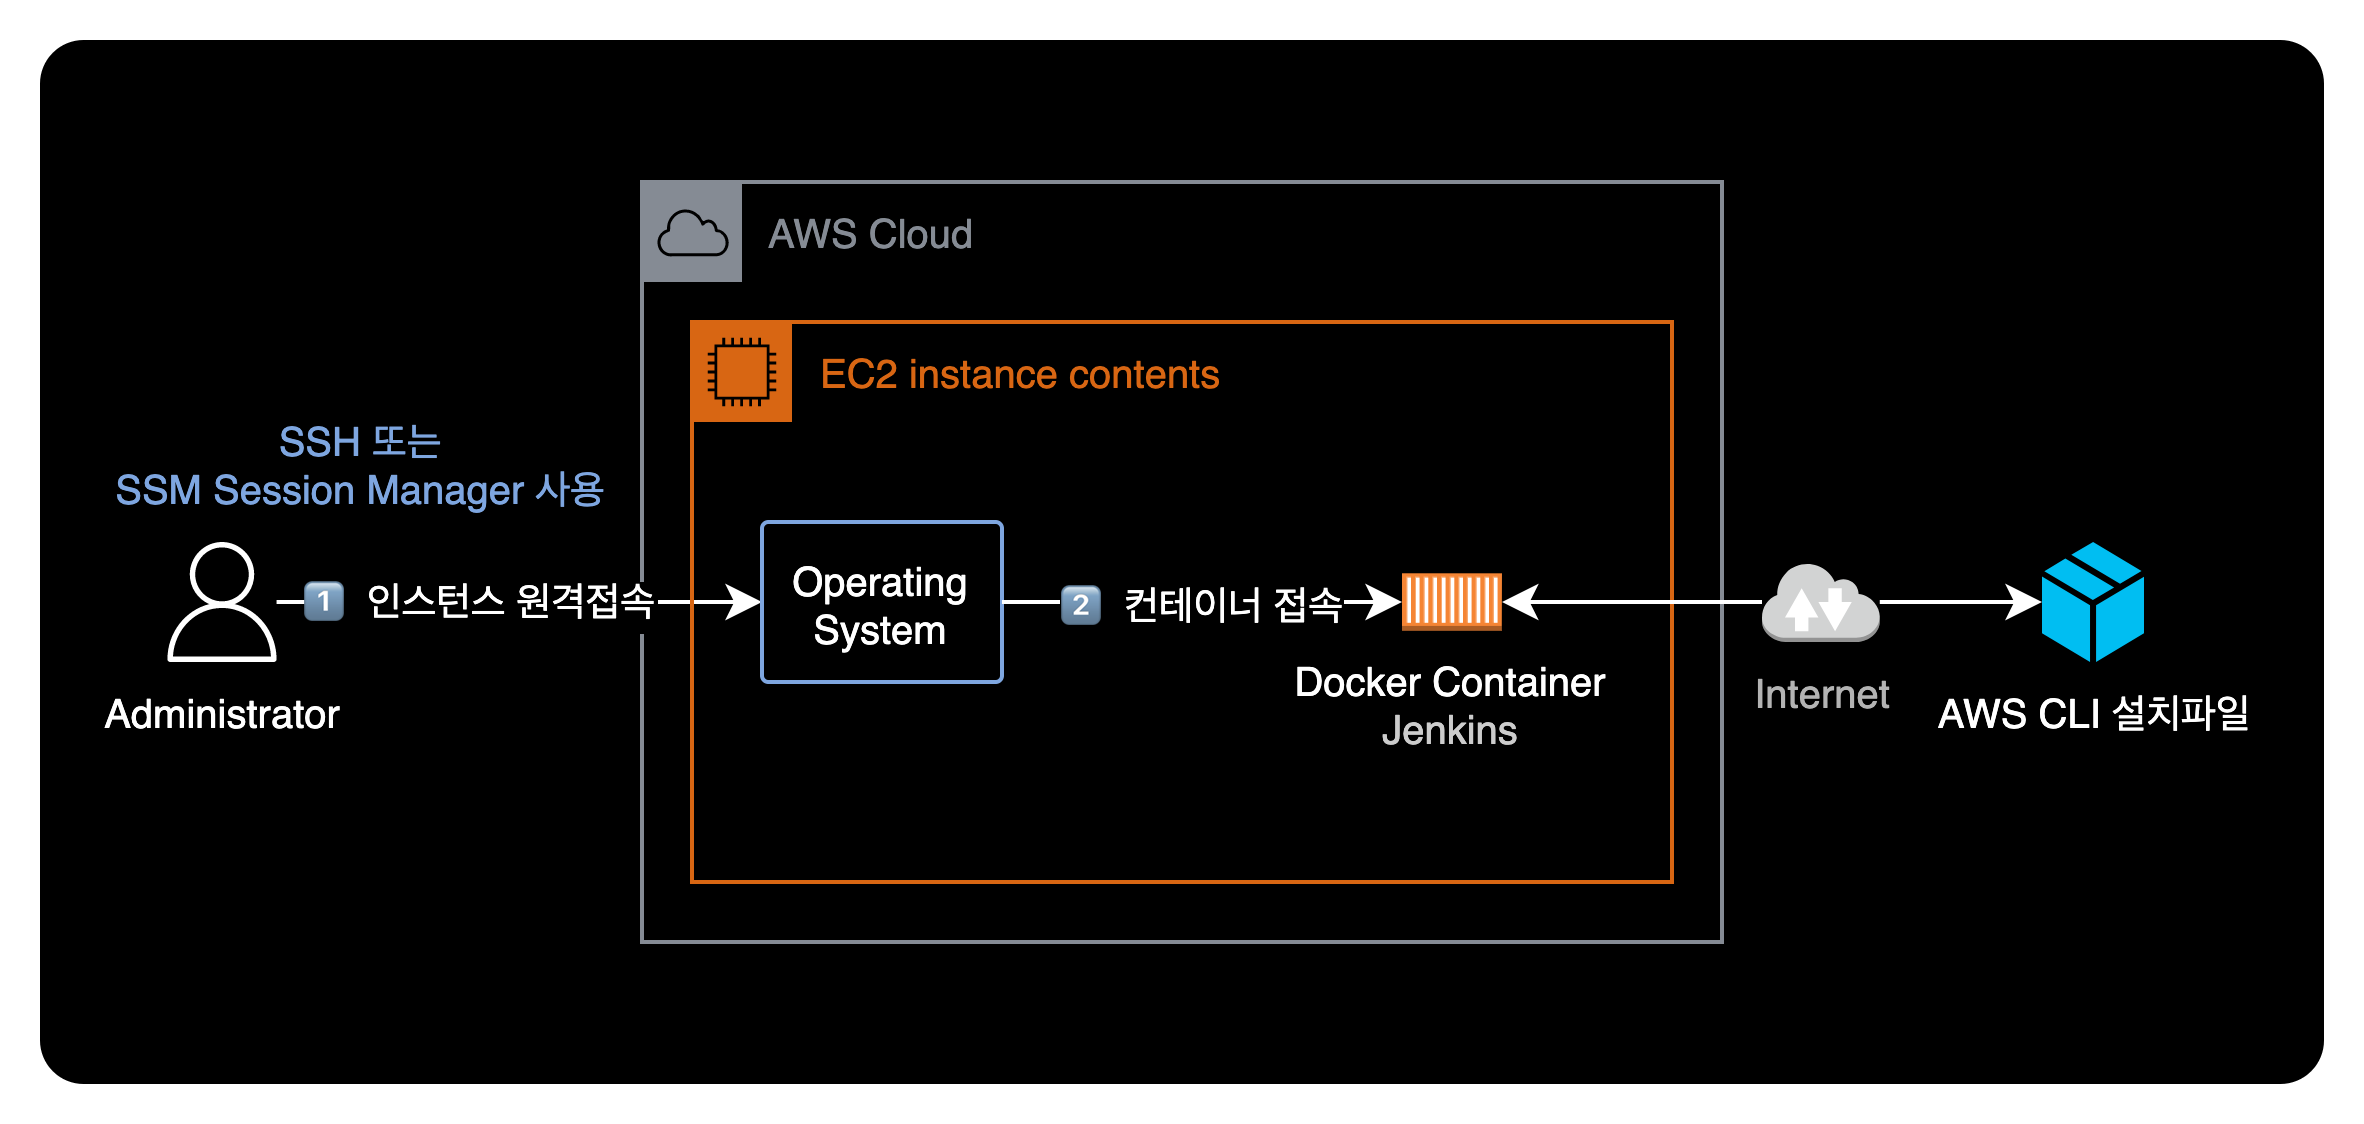 AWS Cloud
EC2 instance contents
SSH 또는
SSM Session Manager 사용
1 인스턴스 원격접속
Operating
System
2 컨테이너 접속
Administrator
Docker Container
Jenkins
Internet
AWS CLI 설치파일